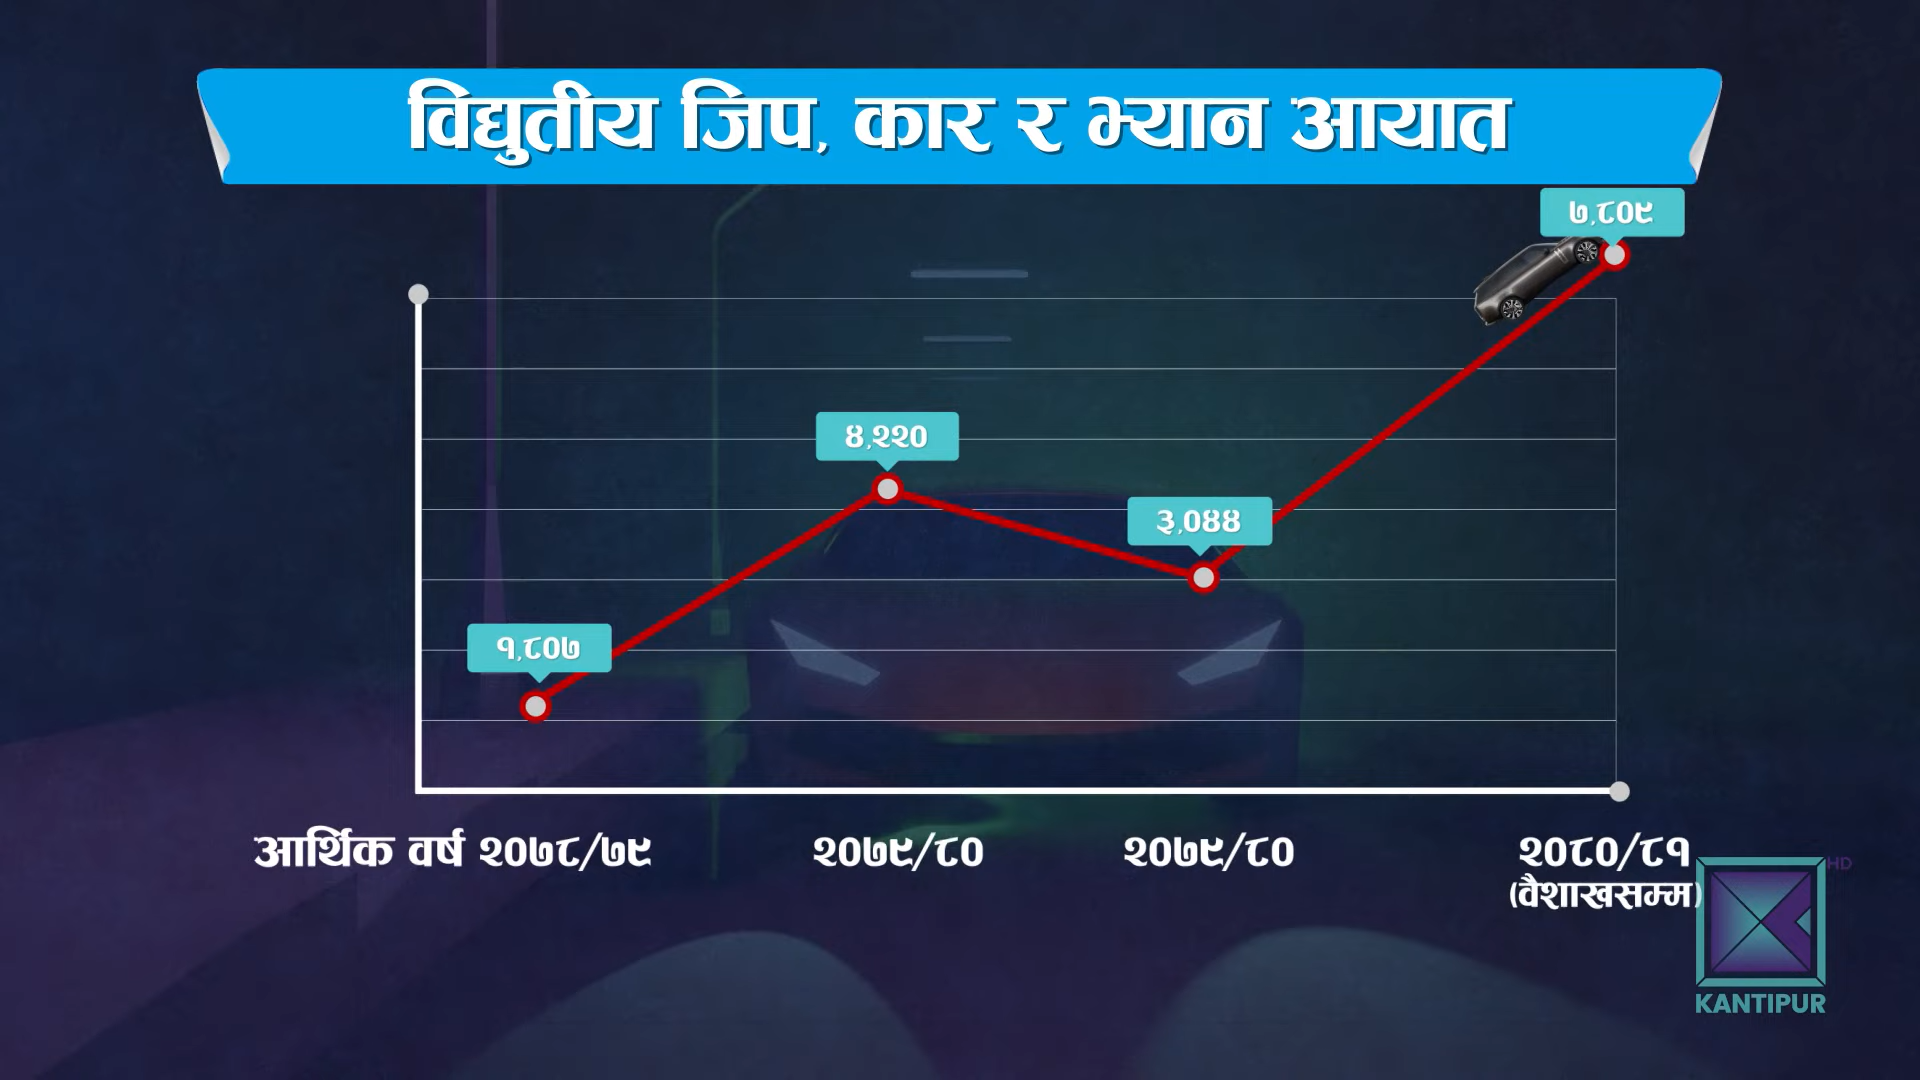 विद्युतीय जिप, कार र भ्यान आयात
७,८०९
४,२२०
३,०४४
१,८०७
आर्थिक वर्ष २०७८/७९
२०७९/८०
२०७९/८०
२०८०/८१
(वैशाखसम्म)
HD
KANTIPUR